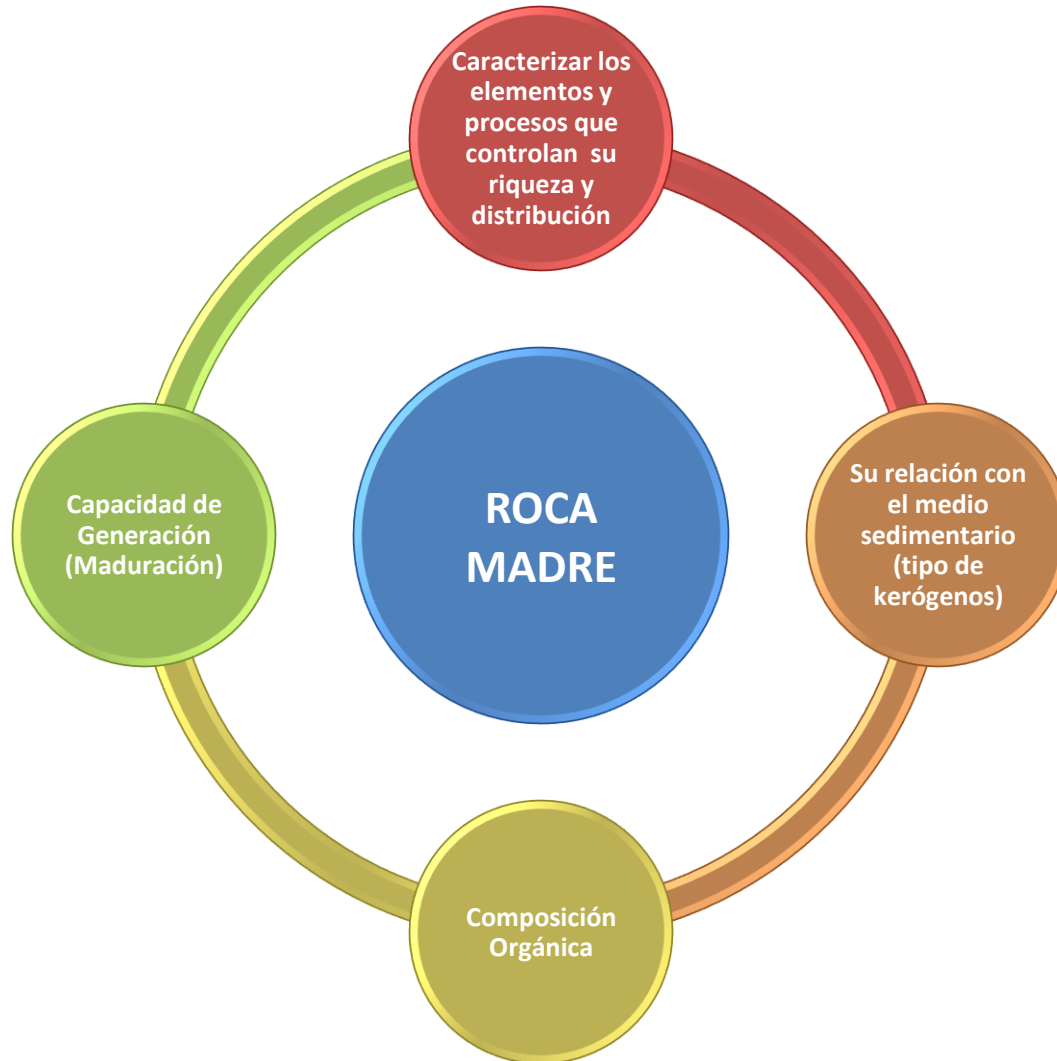 Caracterizar los
elementos y
procesos que
controlan su
riqueza y
distribución
Capacidad de
Generación
(Maduración)
ROCA
MADRE
Su relación con
el medio
sedimentario
(tipo de
kerógenos)
Composición
Orgánica